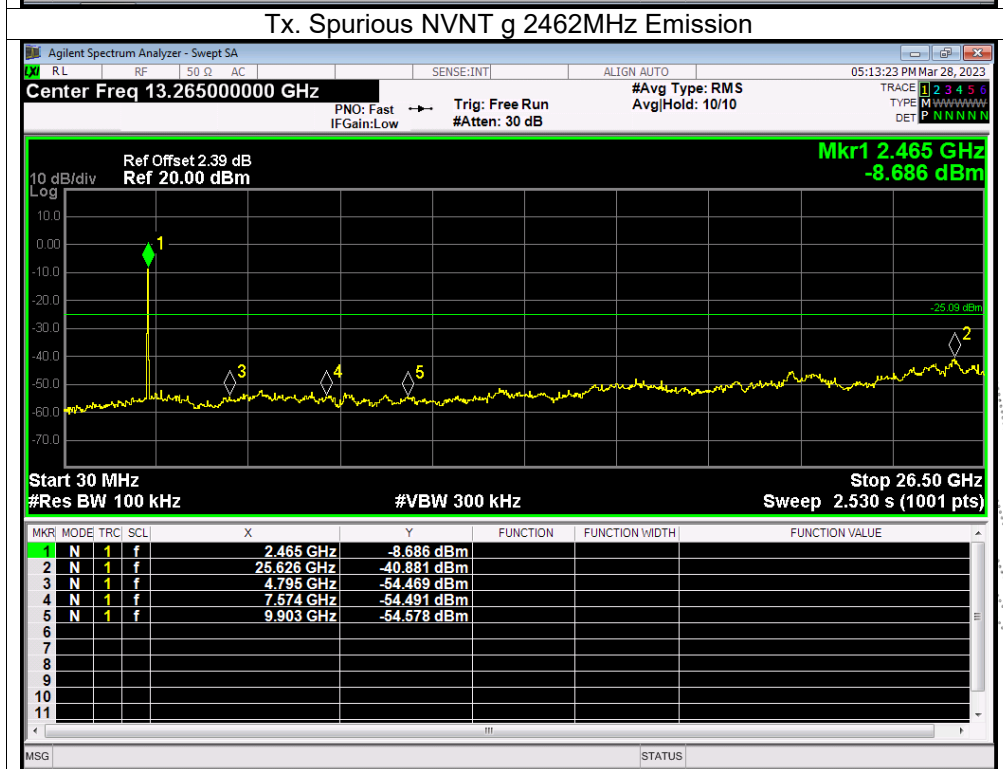 Tx. Spurious NVNT g 2462MHz Emission
Agilent Spectrum Analyzer - Swept SA
LXI RL RF 50 Ω AC SENSE:INT ALIGN AUTO 05:13:23 PM Mar 28, 2023
Center Freq 13.265000000 GHz #Avg Type: RMS TRACE 1 2 3 4 5 6
PNO: Fast Trig: Free Run Avg|Hold: 10/10 TYPE M WWWWW
IFGain:Low #Atten: 30 dB DET P N N N N N
Mkr1 2.465 GHz
Ref Offset 2.39 dB
10 dB/div Ref 20.00 dBm -8.686 dBm
Log
10.0
0.00 1
-10.0
-20.0
-25.09 dBm
-30.0 2
-40.0
3 4 5
-50.0
-60.0
-70.0
Start 30 MHz Stop 26.50 GHz
#Res BW 100 kHz #VBW 300 kHz Sweep 2.530 s (1001 pts)
MKR MODE TRC SCL X Y FUNCTION FUNCTION WIDTH FUNCTION VALUE
1 N 1 f 2.465 GHz -8.686 dBm
2 N 1 f 25.626 GHz -40.881 dBm
3 N 1 f 4.795 GHz -54.469 dBm
4 N 1 f 7.574 GHz -54.491 dBm
5 N 1 f 9.903 GHz -54.578 dBm
6
7
8
9
10
11
MSG STATUS